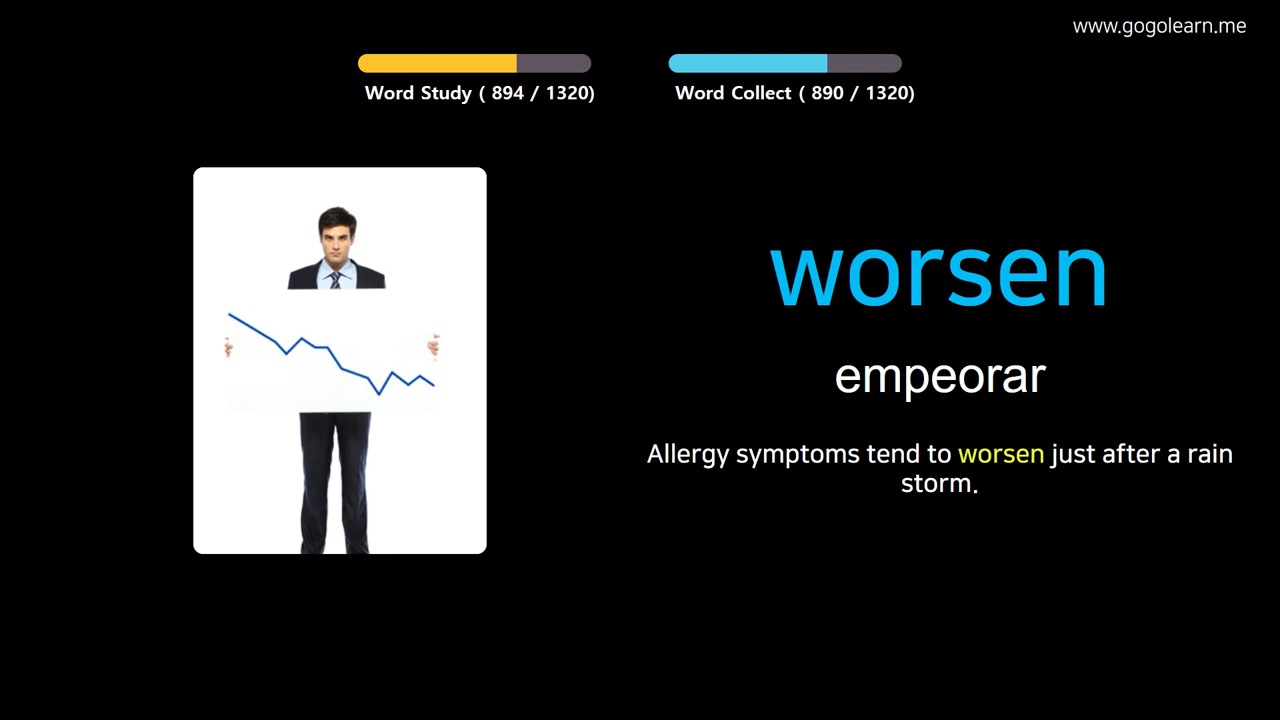 www.gogolearn.me
Word Study ( 894 / 1320)
Word Collect ( 890 / 1320)
worsen
empeorar
Allergy symptoms tend to worsen just after a rain
storm.